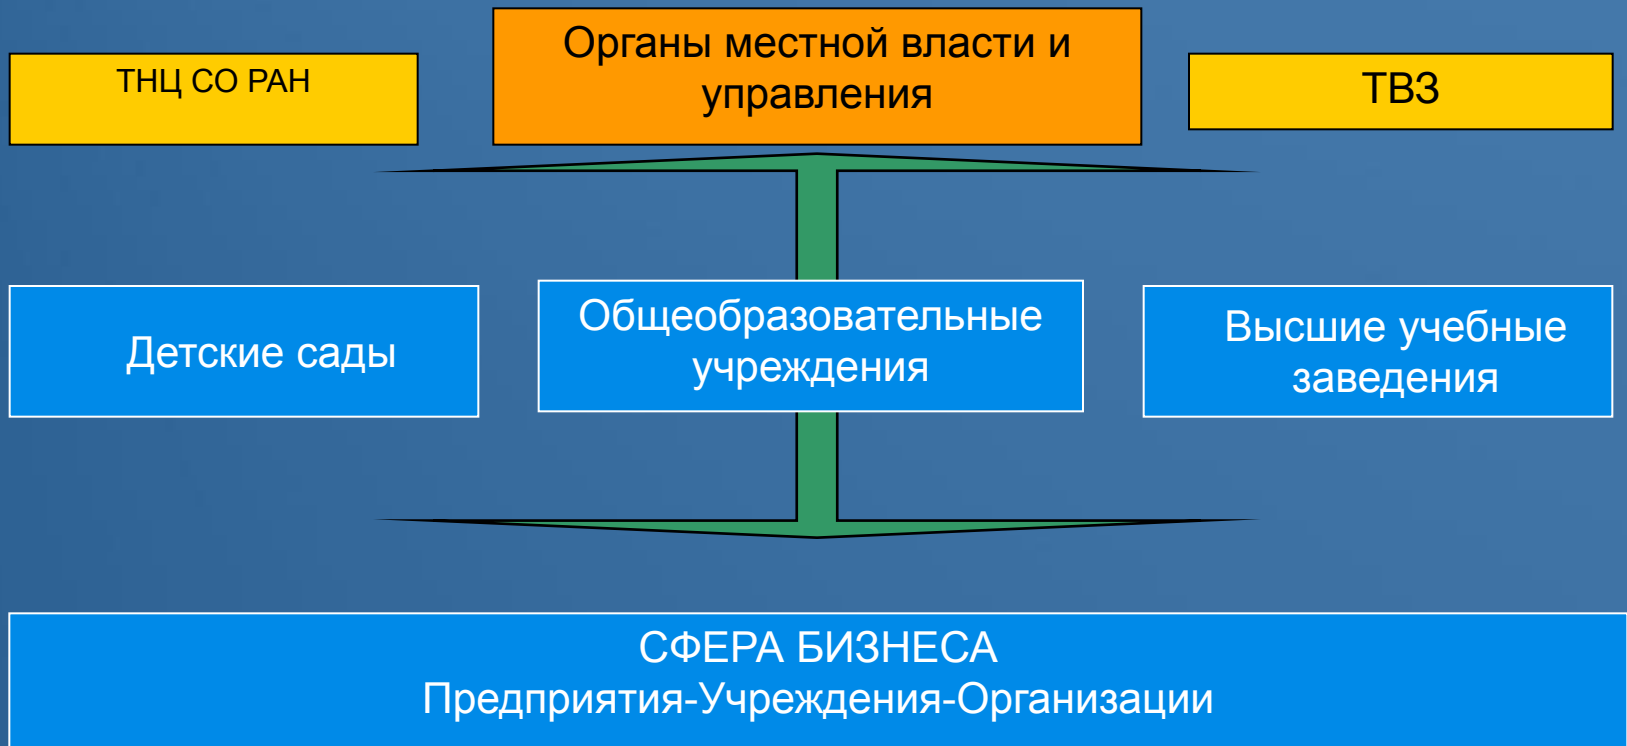 ТНЦ СО РАН
Органы местной власти и
управления
ТВЗ
Детские сады
Общеобразовательные
учреждения
Высшие учебные
заведения
СФЕРА БИЗНЕСА
Предприятия-Учреждения-Организации